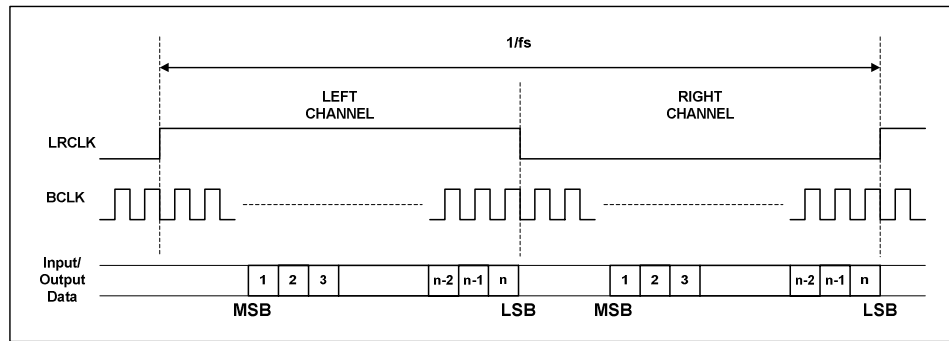 1/fs
LEFT
CHANNEL
RIGHT
CHANNEL
LRCLK
BCLK
Input/
Output
Data
1 2 3 n-2 n-1 n 1 2 3 n-2 n-1 n
MSB LSB MSB LSB